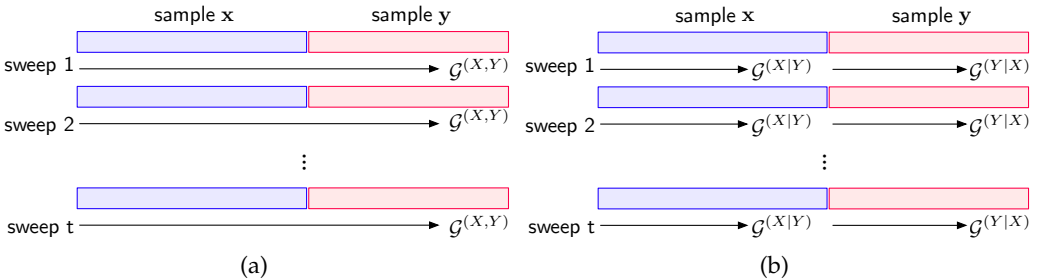 sample x sample y
sweep 1 𝒢^(X,Y)
sweep 2 𝒢^(X,Y)
⋮
sweep t 𝒢^(X,Y)
(a)
sample x sample y
sweep 1 𝒢^(X|Y) 𝒢^(Y|X)
sweep 2 𝒢^(X|Y) 𝒢^(Y|X)
⋮
sweep t 𝒢^(X|Y) 𝒢^(Y|X)
(b)